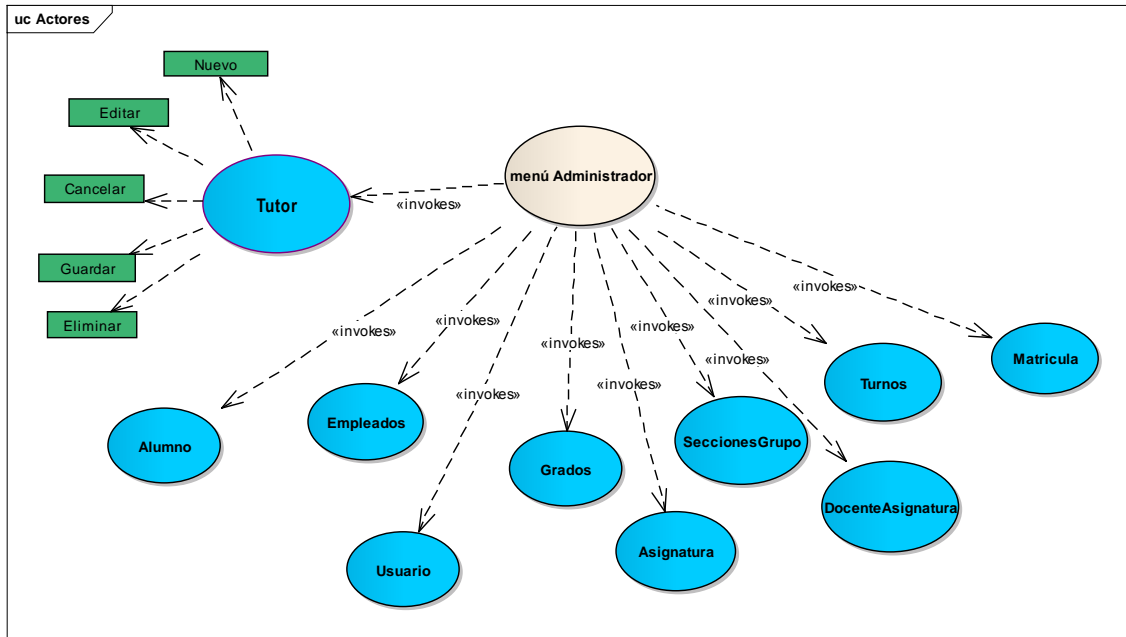 uc Actores
Nuevo
Editar
Cancelar
Guardar
Eliminar
Tutor
menú Administrador
«invokes»
«invokes»
«invokes»
«invokes»
«invokes»
«invokes»
«invokes»
«invokes»
«invokes»
«invokes»
Alumno
Empleados
Usuario
Grados
Asignatura
SeccionesGrupo
DocenteAsignatura
Turnos
Matricula